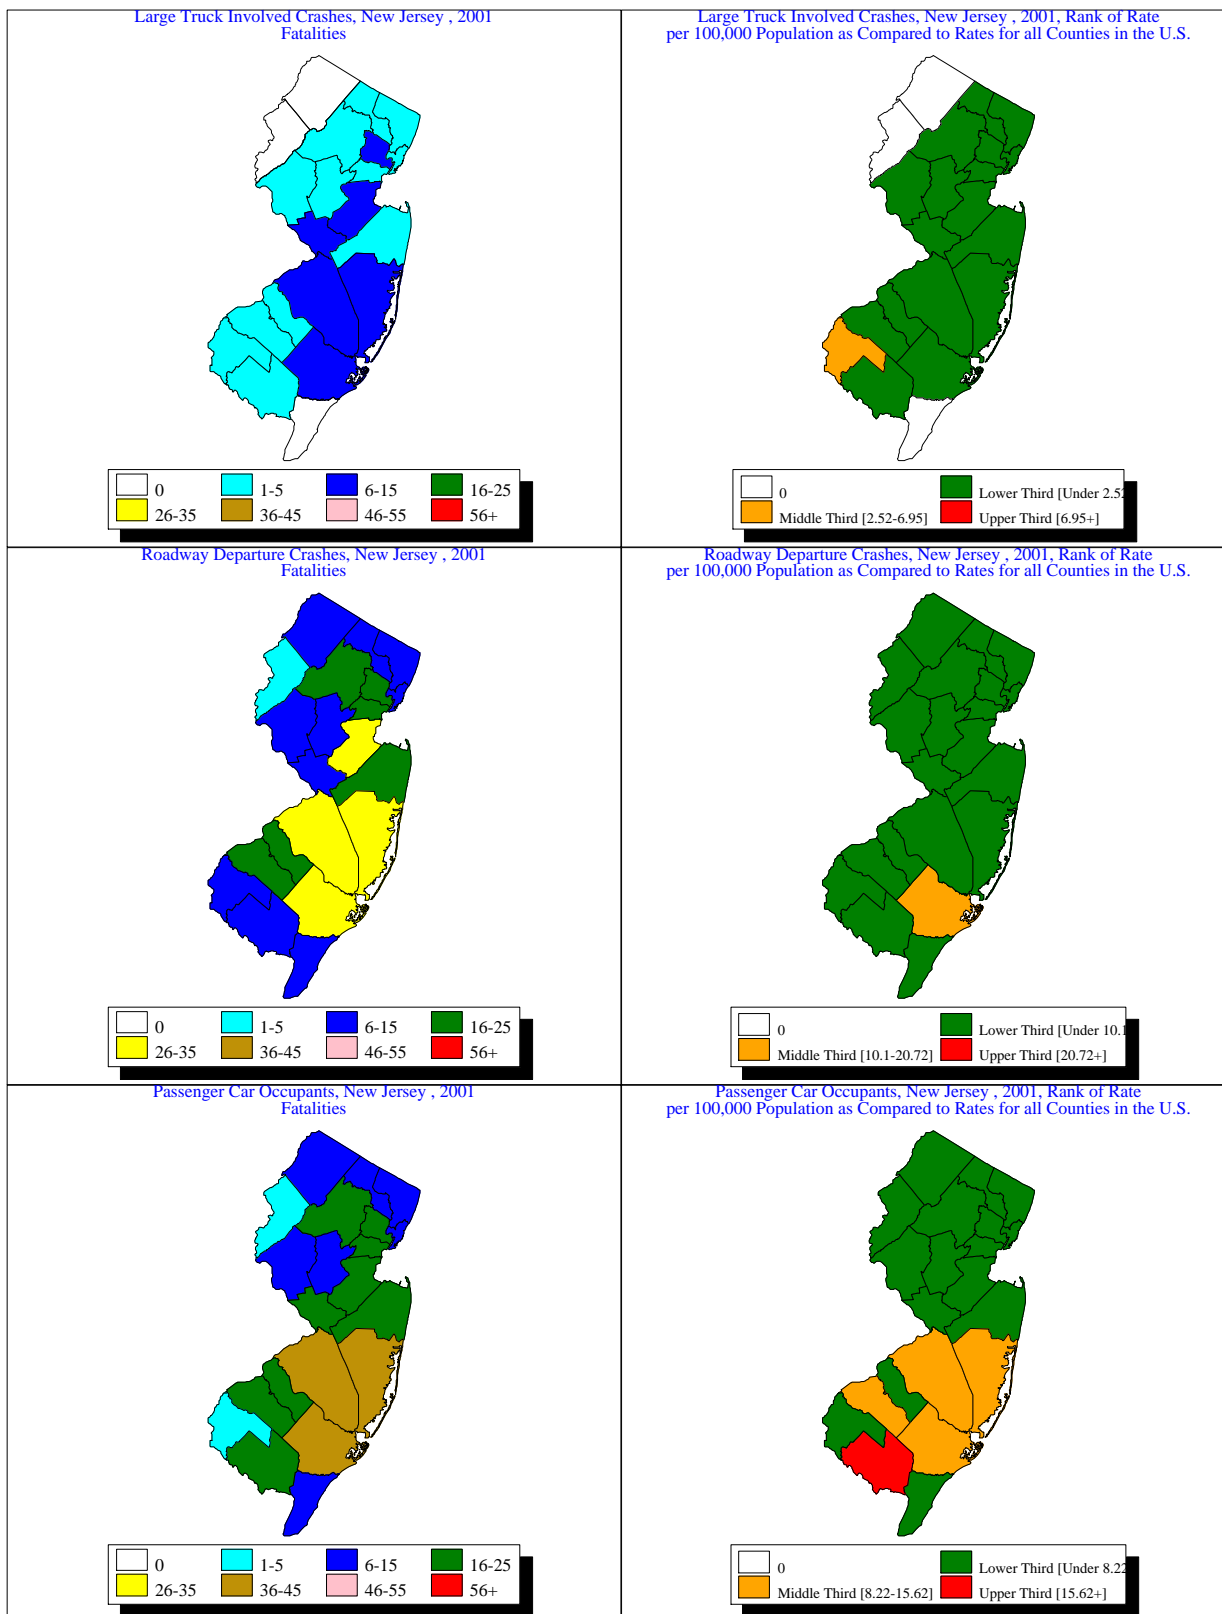 Large Truck Involved Crashes, New Jersey , 2001
Fatalities
0
1-5
6-15
16-25
26-35
36-45
46-55
56+
Large Truck Involved Crashes, New Jersey , 2001, Rank of Rate
per 100,000 Population as Compared to Rates for all Counties in the U.S.
0
Lower Third [Under 2.52
Middle Third [2.52-6.95]
Upper Third [6.95+]
Roadway Departure Crashes, New Jersey , 2001
Fatalities
0
1-5
6-15
16-25
26-35
36-45
46-55
56+
Roadway Departure Crashes, New Jersey , 2001, Rank of Rate
per 100,000 Population as Compared to Rates for all Counties in the U.S.
0
Lower Third [Under 10.1
Middle Third [10.1-20.72]
Upper Third [20.72+]
Passenger Car Occupants, New Jersey , 2001
Fatalities
0
1-5
6-15
16-25
26-35
36-45
46-55
56+
Passenger Car Occupants, New Jersey , 2001, Rank of Rate
per 100,000 Population as Compared to Rates for all Counties in the U.S.
0
Lower Third [Under 8.22
Middle Third [8.22-15.62]
Upper Third [15.62+]